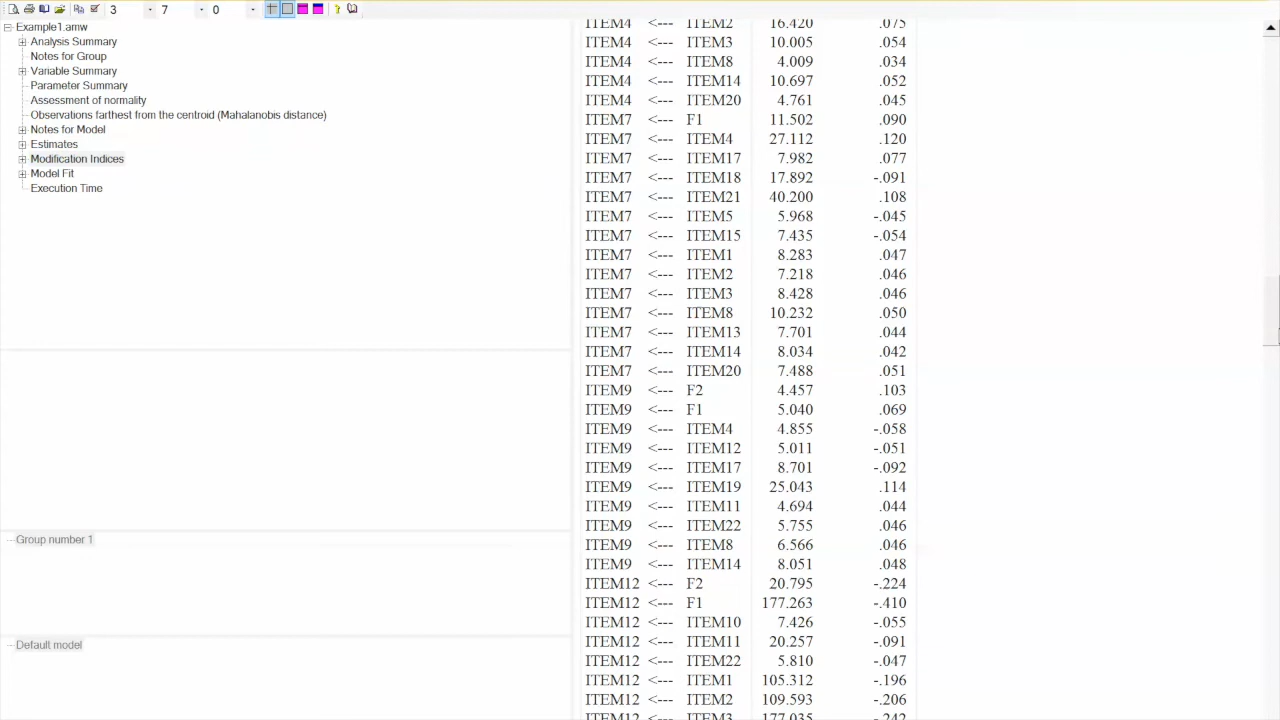 3 7 0
Example1.amw
Analysis Summary
Notes for Group
Variable Summary
Parameter Summary
Assessment of normality
Observations farthest from the centroid (Mahalanobis distance)
Notes for Model
Estimates
Modification Indices
Model Fit
Execution Time
Group number 1
Default model
ITEM4 <--- ITEM2 16.420 .075
ITEM4 <--- ITEM3 10.005 .054
ITEM4 <--- ITEM8 4.009 .034
ITEM4 <--- ITEM14 10.697 .052
ITEM4 <--- ITEM20 4.761 .045
ITEM7 <--- F1 11.502 .090
ITEM7 <--- ITEM4 27.112 .120
ITEM7 <--- ITEM17 7.982 .077
ITEM7 <--- ITEM18 17.892 -.091
ITEM7 <--- ITEM21 40.200 .108
ITEM7 <--- ITEM5 5.968 -.045
ITEM7 <--- ITEM15 7.435 -.054
ITEM7 <--- ITEM1 8.283 .047
ITEM7 <--- ITEM2 7.218 .046
ITEM7 <--- ITEM3 8.428 .046
ITEM7 <--- ITEM8 10.232 .050
ITEM7 <--- ITEM13 7.701 .044
ITEM7 <--- ITEM14 8.034 .042
ITEM7 <--- ITEM20 7.488 .051
ITEM9 <--- F2 4.457 .103
ITEM9 <--- F1 5.040 .069
ITEM9 <--- ITEM4 4.855 -.058
ITEM9 <--- ITEM12 5.011 -.051
ITEM9 <--- ITEM17 8.701 -.092
ITEM9 <--- ITEM19 25.043 .114
ITEM9 <--- ITEM11 4.694 .044
ITEM9 <--- ITEM22 5.755 .046
ITEM9 <--- ITEM8 6.566 .046
ITEM9 <--- ITEM14 8.051 .048
ITEM12 <--- F2 20.795 -.224
ITEM12 <--- F1 177.263 -.410
ITEM12 <--- ITEM10 7.426 -.055
ITEM12 <--- ITEM11 20.257 -.091
ITEM12 <--- ITEM22 5.810 -.047
ITEM12 <--- ITEM1 105.312 -.196
ITEM12 <--- ITEM2 109.593 -.206
ITEM12 <--- ITEM3 177.035 -.242